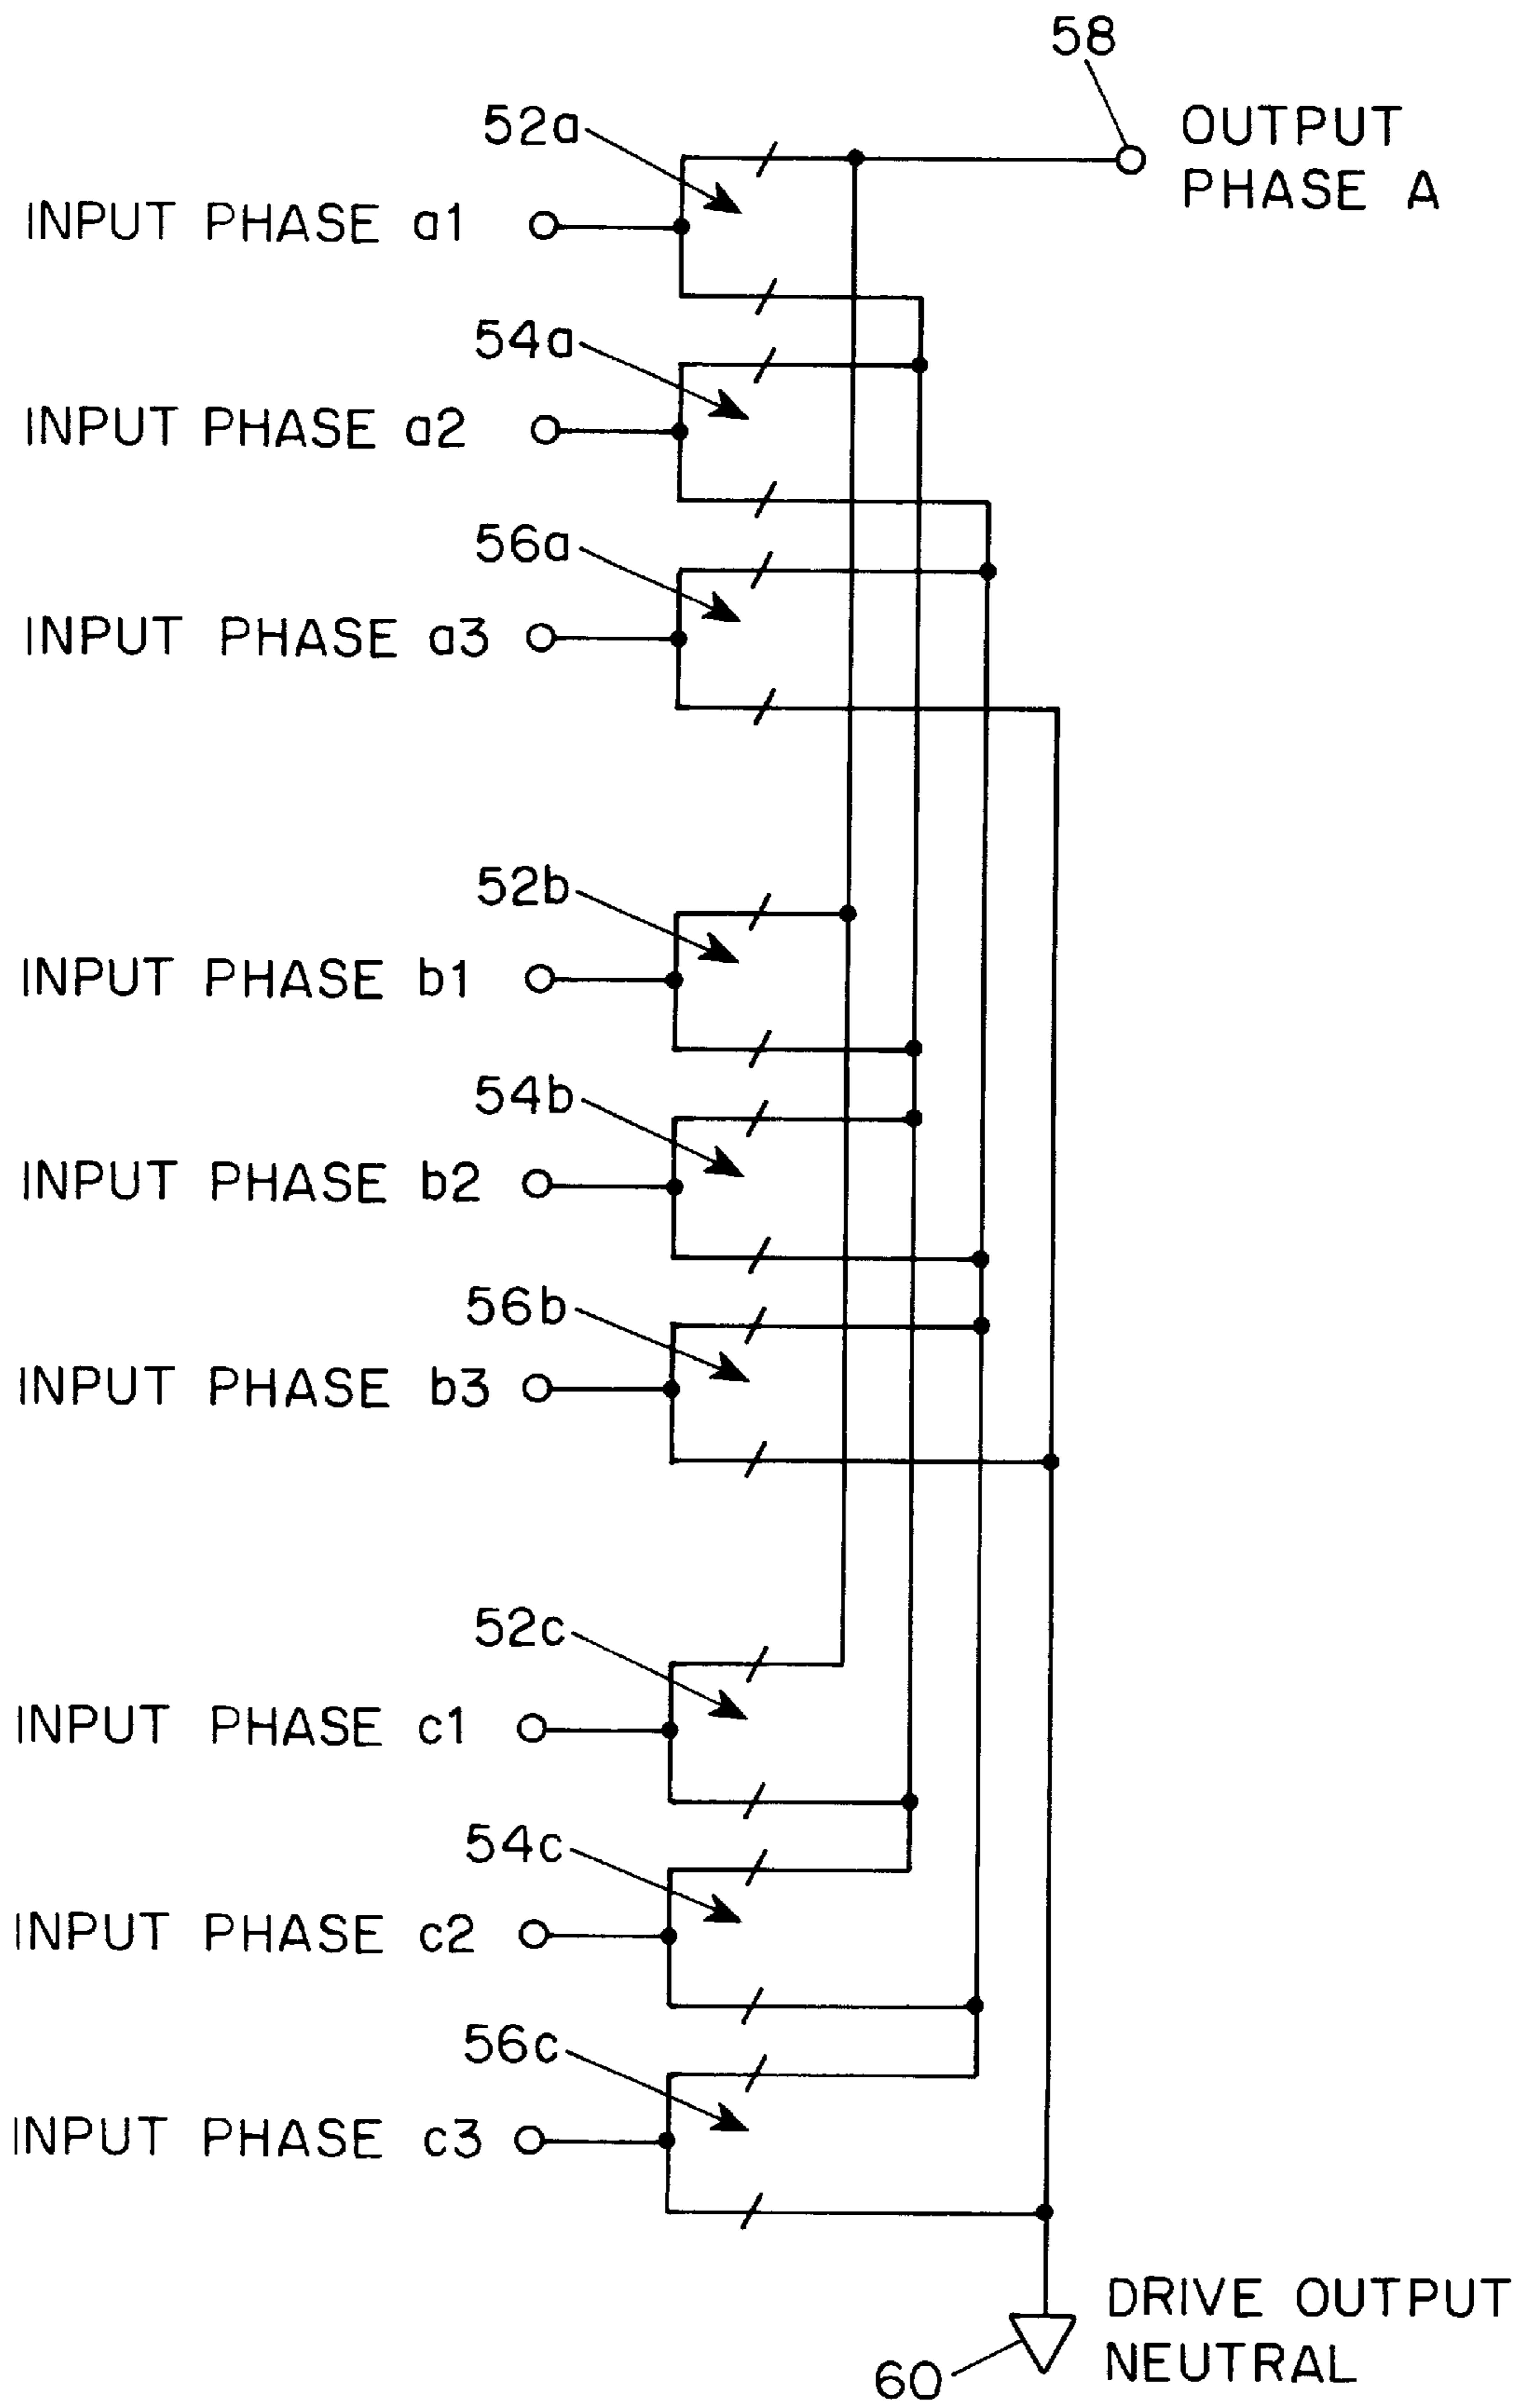 58
OUTPUT
PHASE A
52a
INPUT PHASE a1
54a
INPUT PHASE a2
56a
INPUT PHASE a3
52b
INPUT PHASE b1
54b
INPUT PHASE b2
56b
INPUT PHASE b3
52c
INPUT PHASE c1
54c
INPUT PHASE c2
56c
INPUT PHASE c3
DRIVE OUTPUT
NEUTRAL
60